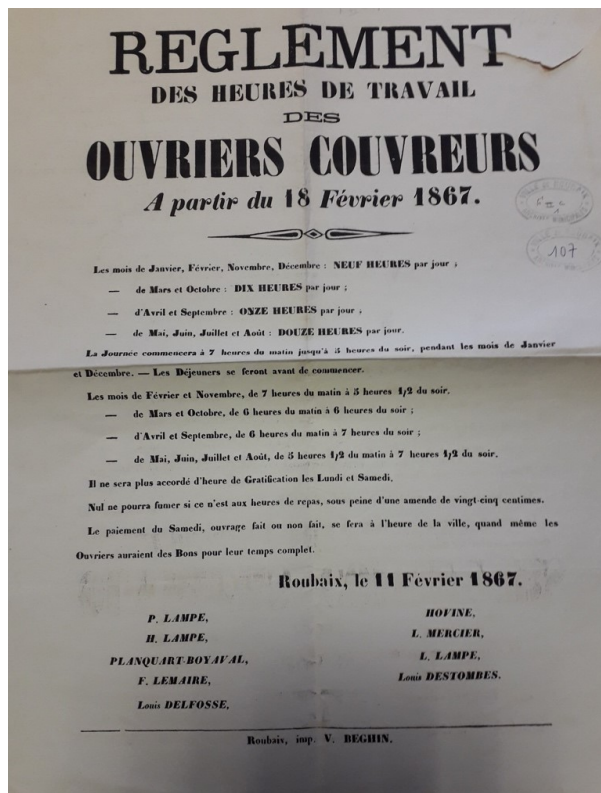 REGLEMENT
DES HEURES DE TRAVAIL
DES
OUVRIERS COUVREURS
A partir du 18 Février 1867.
107
Les mois de Janvier, Février, Novembre, Décembre : NEUF HEURES par jour ;
— de Mars et Octobre : DIX HEURES par jour ;
— d'Avril et Septembre : ONZE HEURES par jour ;
— de Mai, Juin, Juillet et Août : DOUZE HEURES par jour.
La Journée commencera à 7 heures du matin jusqu'à 5 heures du soir, pendant les mois de Janvier
et Décembre. — Les Déjeuners se feront avant de commencer.
Les mois de Février et Novembre, de 7 heures du matin à 5 heures 1/2 du soir.
— de Mars et Octobre, de 6 heures du matin à 6 heures du soir ;
— d'Avril et Septembre, de 6 heures du matin à 7 heures du soir ;
— de Mai, Juin, Juillet et Août, de 5 heures 1/2 du matin à 7 heures 1/2 du soir.
Il ne sera plus accordé d'heure de Gratification les Lundi et Samedi.
Nul ne pourra fumer si ce n'est aux heures de repas, sous peine d'une amende de vingt-cinq centimes.
Le paiement du Samedi, ouvrage fait ou non fait, se fera à l'heure de la ville, quand même les
Ouvriers auraient des Bons pour leur temps complet.
Roubaix, le 11 Février 1867.
P. LAMPE,
H. LAMPE,
PLANQUART-BOYAVAL,
F. LEMAIRE,
Louis DELFOSSE,
HOVINE,
L. MERCIER,
L. LAMPE,
Louis DESTOMBES.
Roubaix, imp. V. BEGHIN.